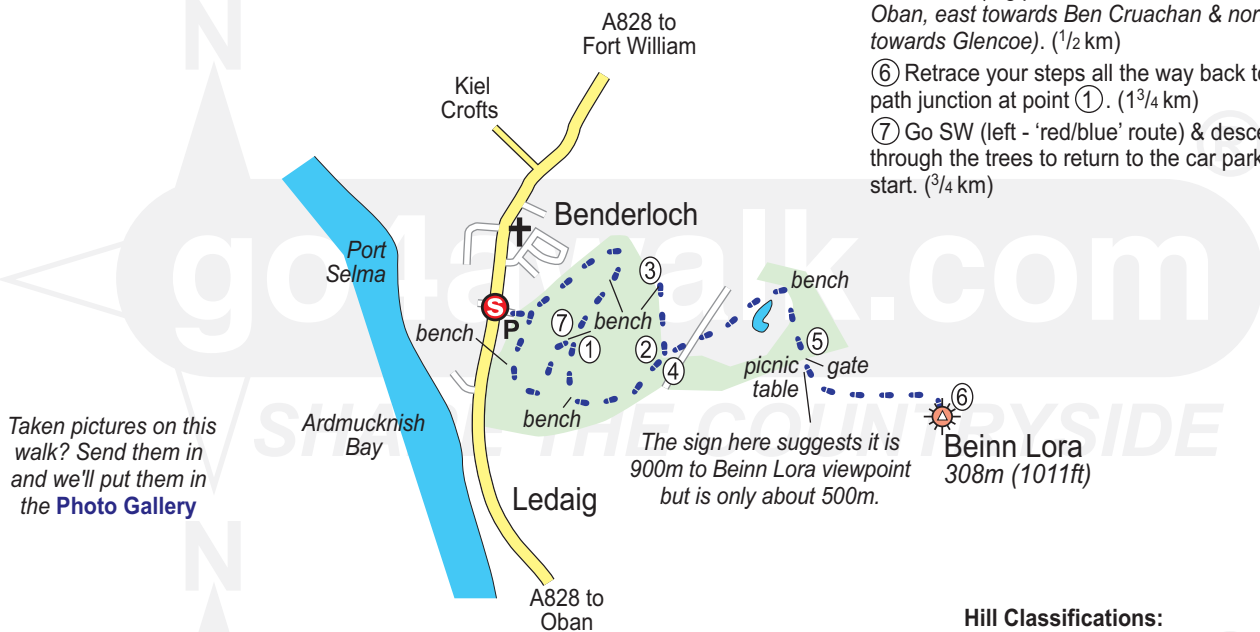 Oban, east towards Ben Cruachan & nor
towards Glencoe). (1/2 km)
⑥ Retrace your steps all the way back to
path junction at point ①. (1 3/4 km)
⑦ Go SW (left - ‘red/blue’ route) & desce
through the trees to return to the car park
start. (3/4 km)
A828 to
Fort William
Kiel
Crofts
Benderloch
Port
Selma
S
P
bench
bench
bench
bench
③
⑦
①
②
④
⑤
⑥
picnic
table
gate
Ardmucknish
Bay
The sign here suggests it is
900m to Beinn Lora viewpoint
but is only about 500m.
Beinn Lora
308m (1011ft)
Taken pictures on this
walk? Send them in
and we'll put them in
the Photo Gallery
Ledaig
A828 to
Oban
Hill Classifications:
N
go4awalk.com
®
SHARE THE COUNTRYSIDE
N